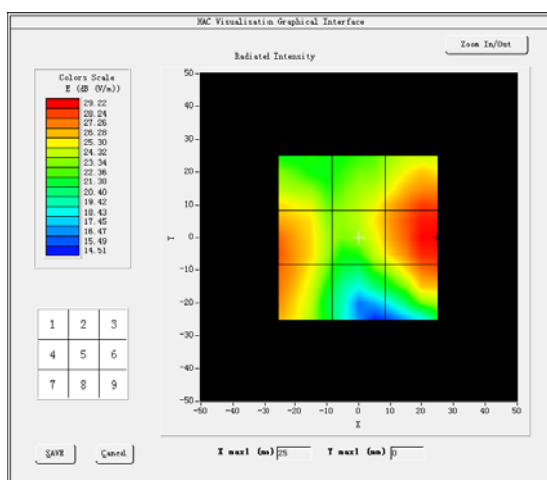 HAC Visualisation Graphical Interface
Zoom In/Out
Radiated Intensity
Colors Scale
E (dB (V/m))
29.22
28.24
27.26
26.28
25.30
24.32
23.34
22.36
21.38
20.40
19.42
18.43
17.45
16.47
15.49
14.51
50
40
30
20
10
0
-10
-20
-30
-40
-50
Y
-50 -40 -30 -20 -10 0 10 20 30 40 50
X
1 2 3
4 5 6
7 8 9
SAVE Cancel
X max1 (mm) 25 Y max1 (mm) 0